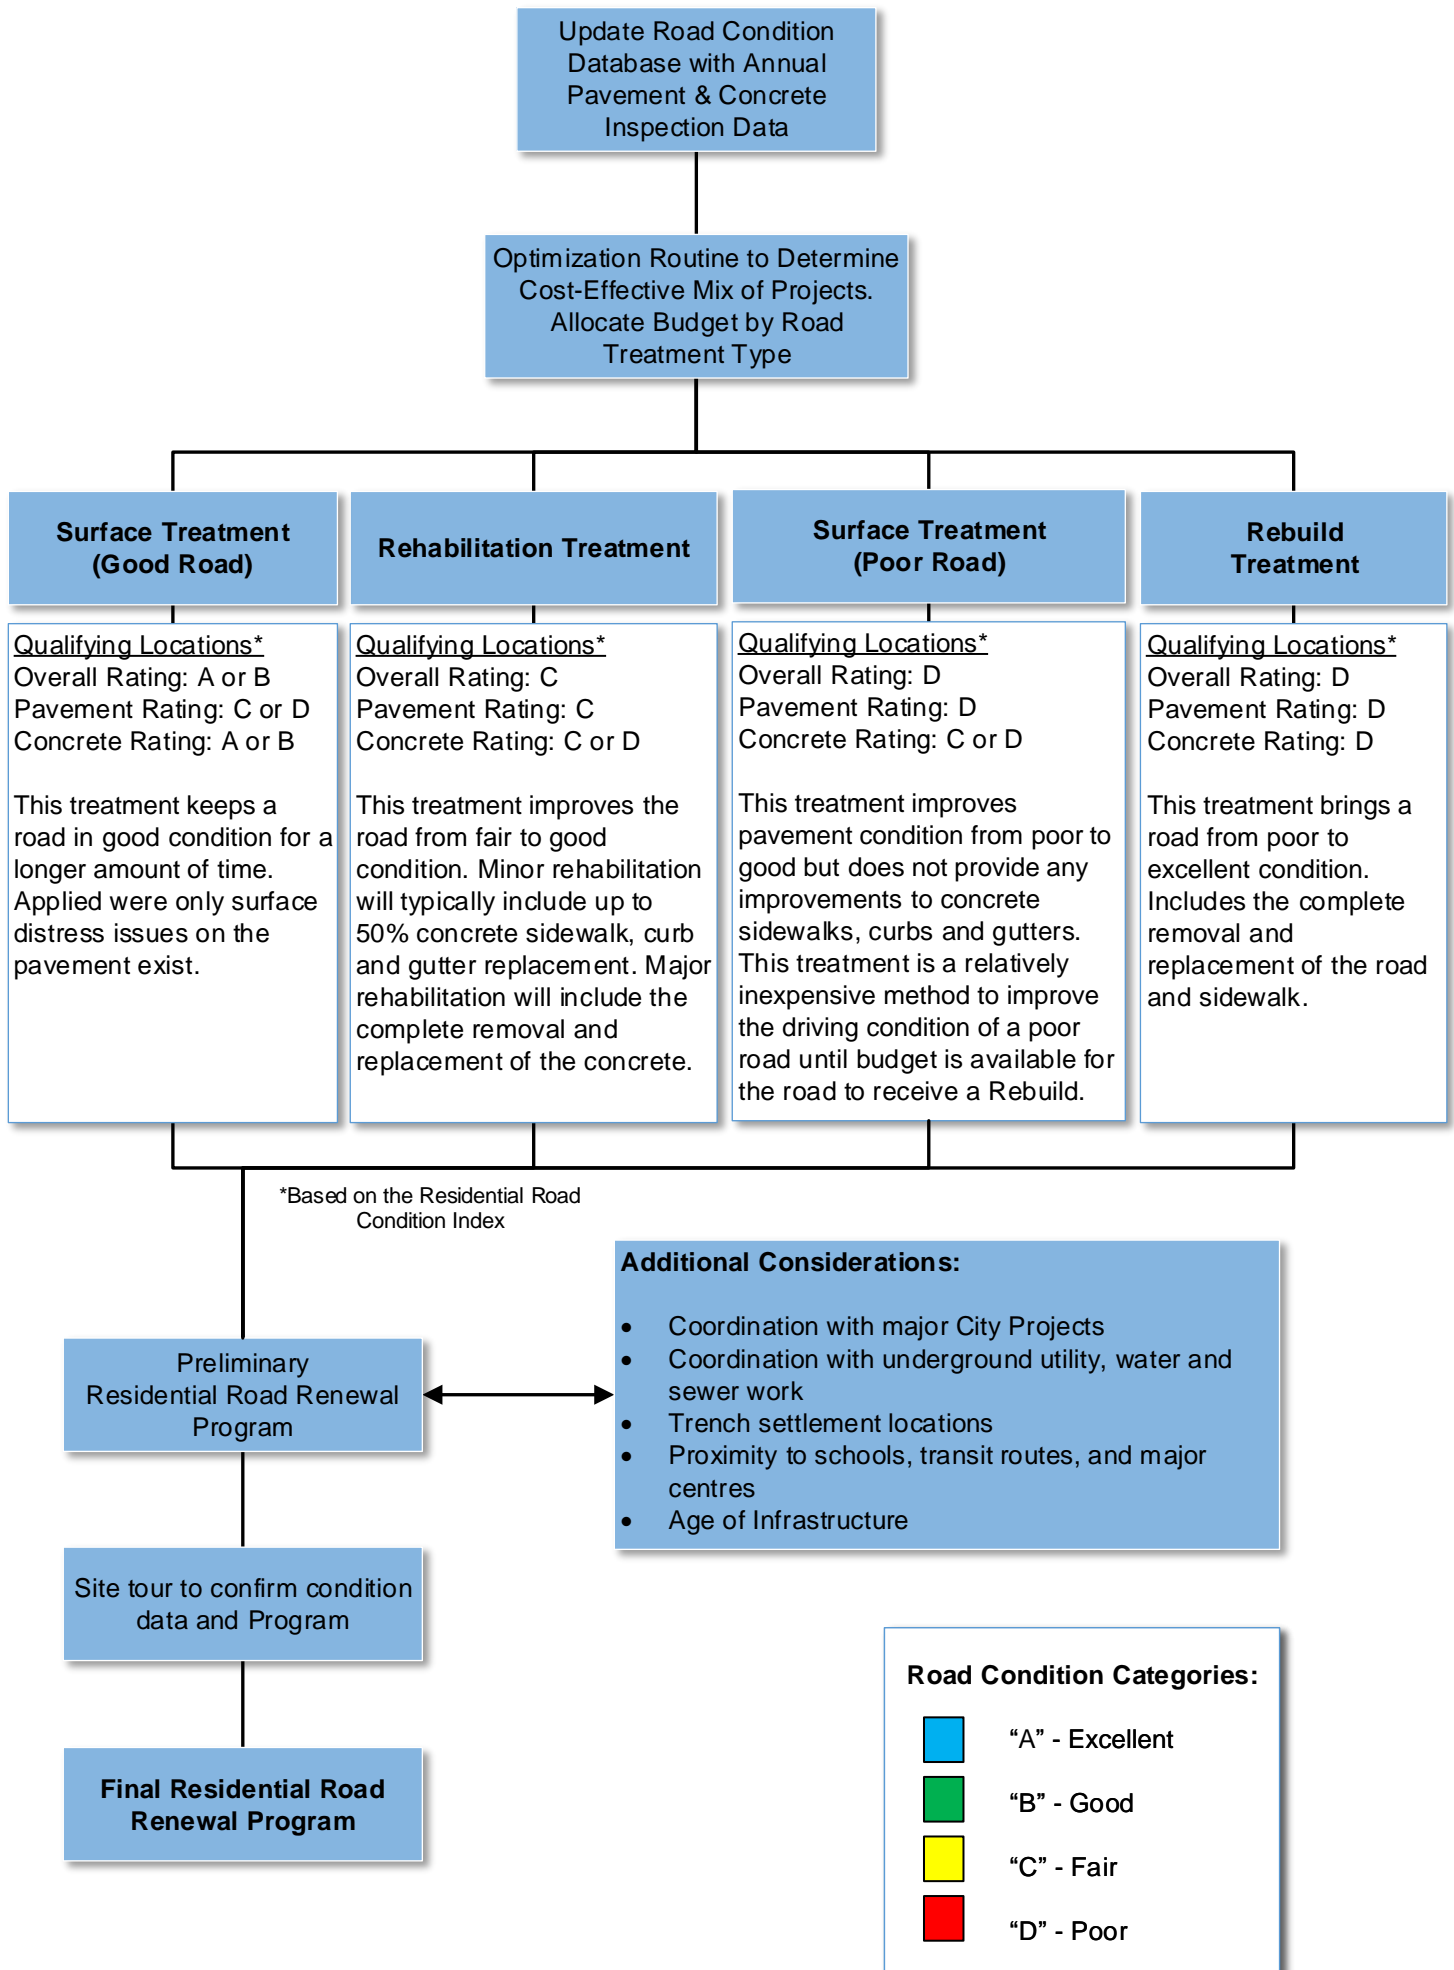 Update Road Condition
Database with Annual
Pavement & Concrete
Inspection Data
Optimization Routine to Determine
Cost-Effective Mix of Projects.
Allocate Budget by Road
Treatment Type
Surface Treatment
(Good Road)
Rehabilitation Treatment
Surface Treatment
(Poor Road)
Rebuild
Treatment
Qualifying Locations*
Overall Rating: A or B
Pavement Rating: C or D
Concrete Rating: A or B
This treatment keeps a
road in good condition for a
longer amount of time.
Applied were only surface
distress issues on the
pavement exist.
Qualifying Locations*
Overall Rating: C
Pavement Rating: C
Concrete Rating: C or D
This treatment improves the
road from fair to good
condition. Minor rehabilitation
will typically include up to
50% concrete sidewalk, curb
and gutter replacement. Major
rehabilitation will include the
complete removal and
replacement of the concrete.
Qualifying Locations*
Overall Rating: D
Pavement Rating: D
Concrete Rating: C or D
This treatment improves
pavement condition from poor to
good but does not provide any
improvements to concrete
sidewalks, curbs and gutters.
This treatment is a relatively
inexpensive method to improve
the driving condition of a poor
road until budget is available for
the road to receive a Rebuild.
Qualifying Locations*
Overall Rating: D
Pavement Rating: D
Concrete Rating: D
This treatment brings a
road from poor to
excellent condition.
Includes the complete
removal and
replacement of the road
and sidewalk.
*Based on the Residential Road
Condition Index
Additional Considerations:
• Coordination with major City Projects
• Coordination with underground utility, water and
sewer work
• Trench settlement locations
• Proximity to schools, transit routes, and major
centres
• Age of Infrastructure
Preliminary
Residential Road Renewal
Program
Site tour to confirm condition
data and Program
Final Residential Road
Renewal Program
Road Condition Categories:
“A” - Excellent
“B” - Good
“C” - Fair
“D” - Poor